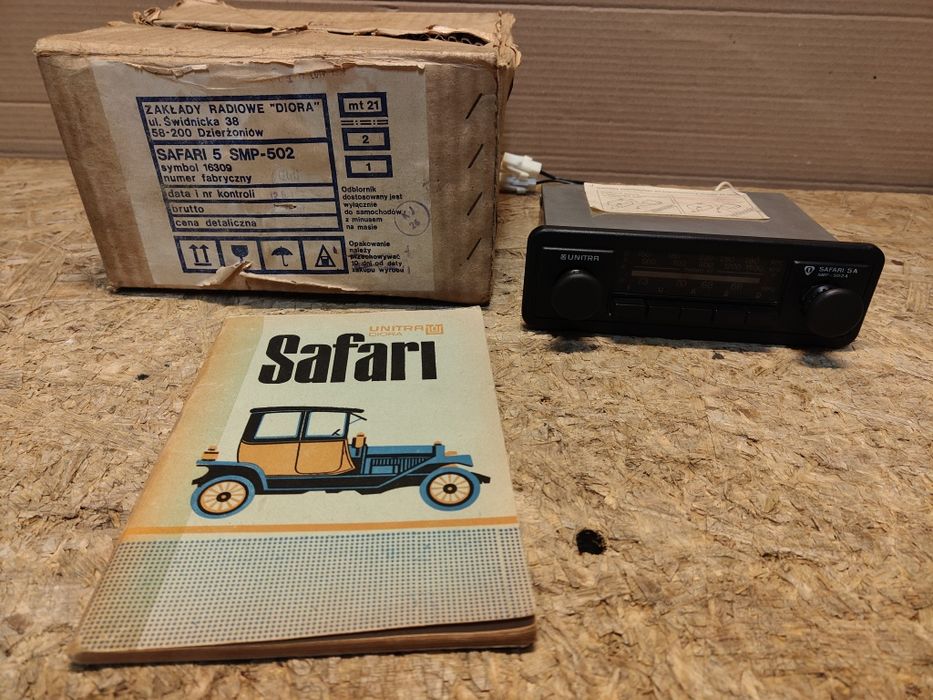 ZAKŁADY RADIOWE "DIORA"
ul. Świdnicka 38
58-200 Dzierżoniów
SAFARI 5 SMP-502
symbol 16309
numer fabryczny
data i nr kontroli
brutto
cena detaliczna
mt 21
2
1
Odbiornik
dostosowany jest
wyłącznie
do samochodów
z minusem
na masie
Opakowanie
należy
przechowywać
10 dni od daty
zakupu wyrobu
UNITRA
DIORA
Safari
UNITRA
SAFARI 5A